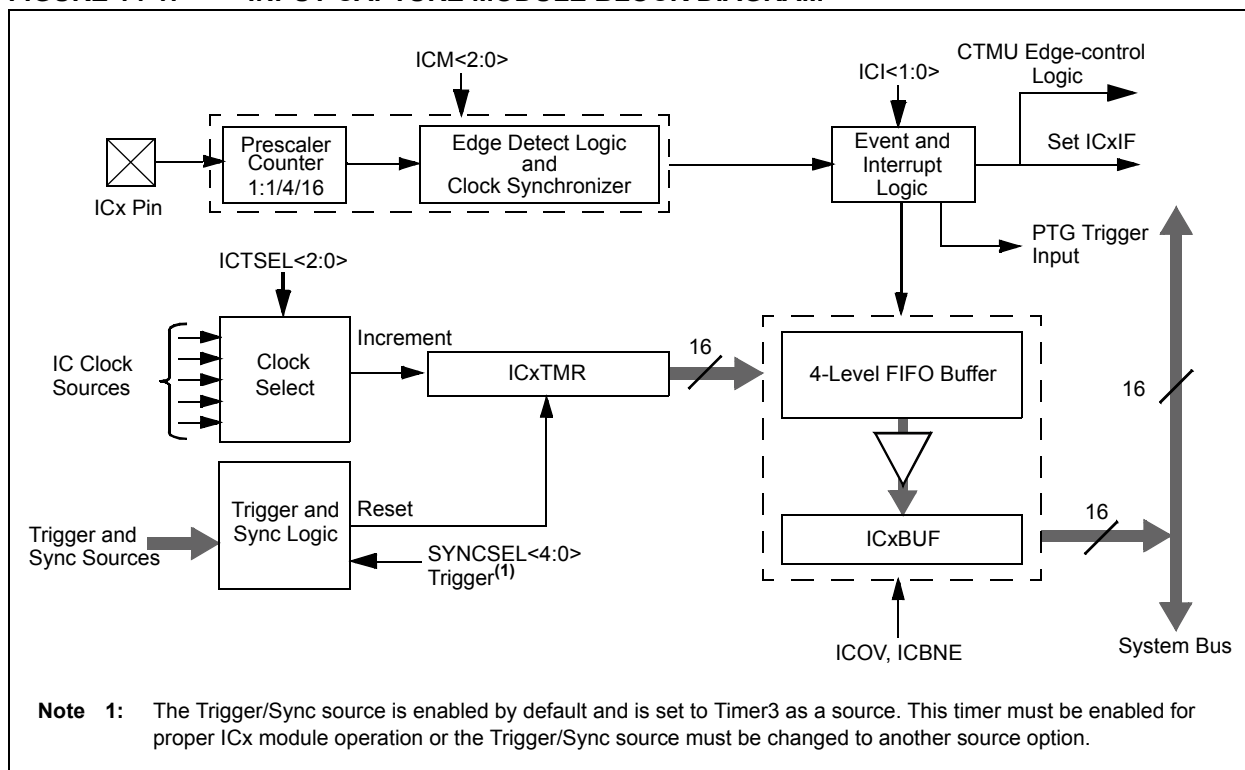 ICM<2:0>
ICI<1:0>
CTMU Edge-control
Logic
Prescaler
Counter
1:1/4/16
Edge Detect Logic
and
Clock Synchronizer
Event and
Interrupt
Logic
Set ICxIF
ICx Pin
PTG Trigger
Input
ICTSEL<2:0>
IC Clock
Sources
Clock
Select
Increment
ICxTMR
16
4-Level FIFO Buffer
16
Trigger and
Sync Sources
Trigger and
Sync Logic
Reset
SYNCSEL<4:0>
Trigger(1)
ICxBUF
16
ICOV, ICBNE
System Bus
Note 1: The Trigger/Sync source is enabled by default and is set to Timer3 as a source. This timer must be enabled for
proper ICx module operation or the Trigger/Sync source must be changed to another source option.